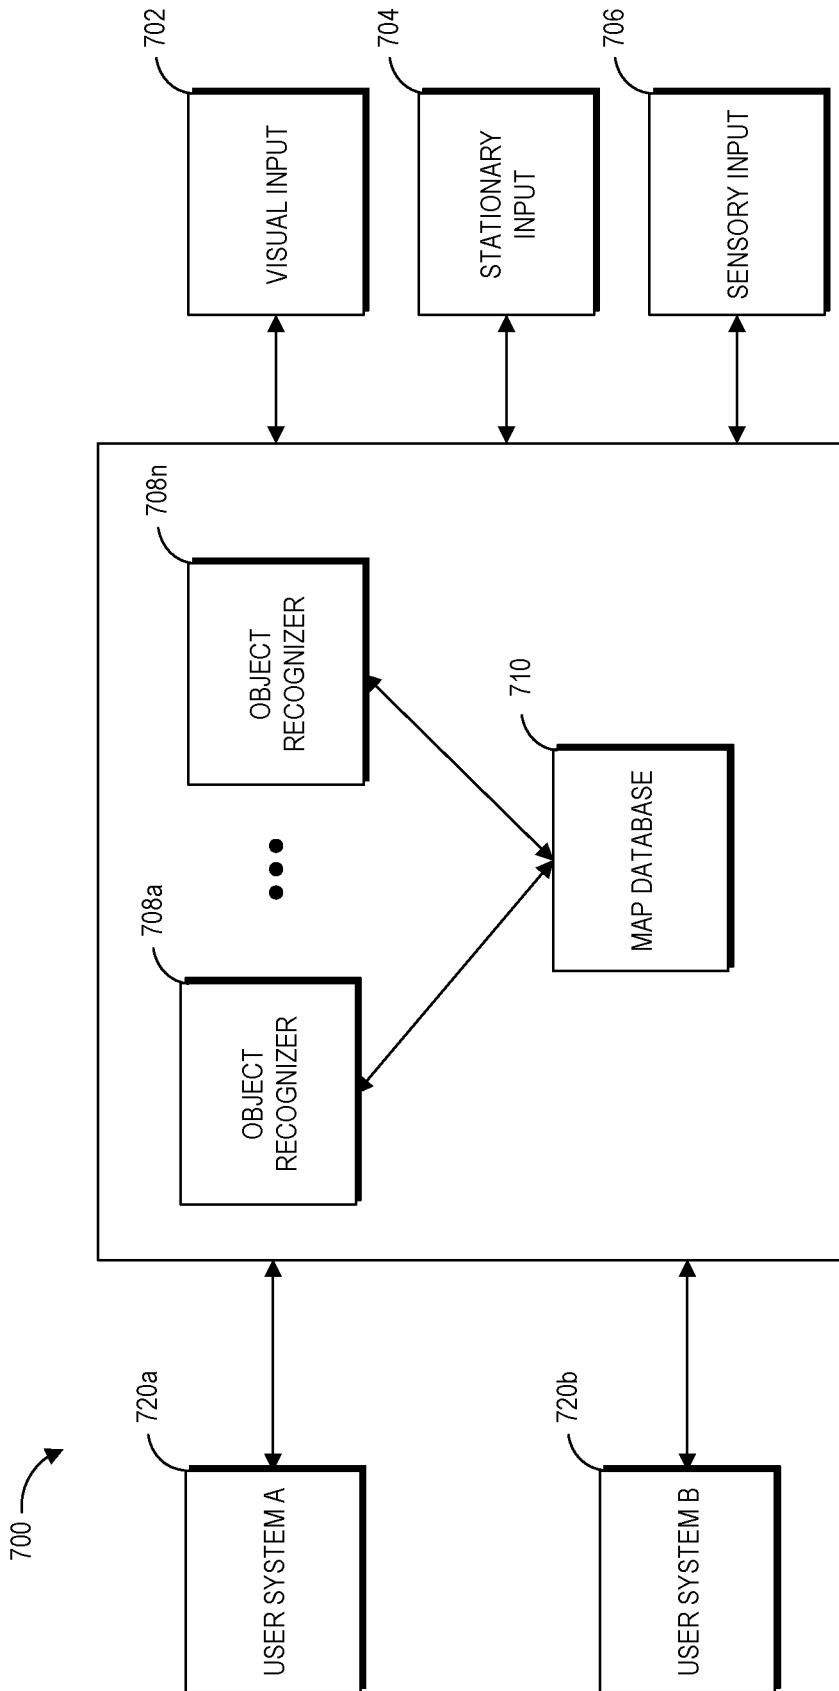 700
720a
USER SYSTEM A
720b
USER SYSTEM B
708a
OBJECT
RECOGNIZER
708n
OBJECT
RECOGNIZER
710
MAP DATABASE
702
VISUAL INPUT
704
STATIONARY
INPUT
706
SENSORY INPUT